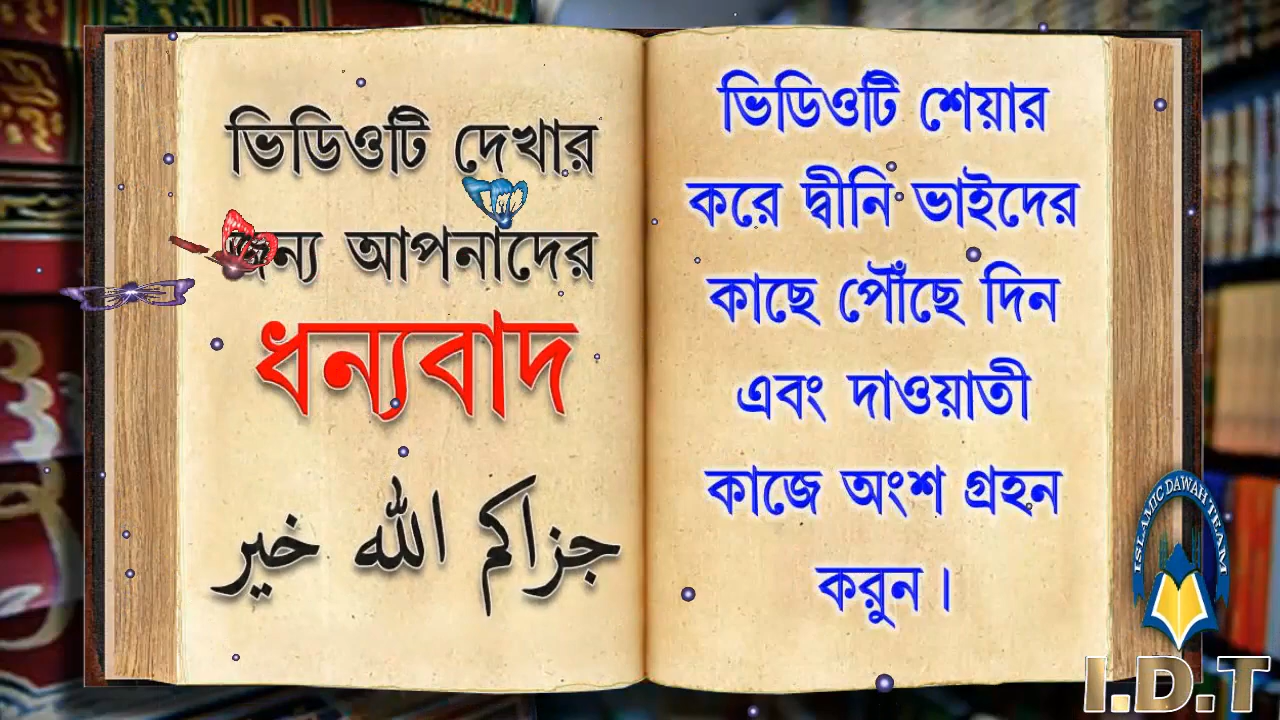 ভিডিওটি দেখার
জন্য আপনাদের
ধন্যবাদ
جزاكم الله خير
ভিডিওটি শেয়ার
করে দ্বীনি ভাইদের
কাছে পৌঁছে দিন
এবং দাওয়াতী
কাজে অংশ গ্রহন
করুন।
ISLAMIC DAWAH TEAM
I.D.T